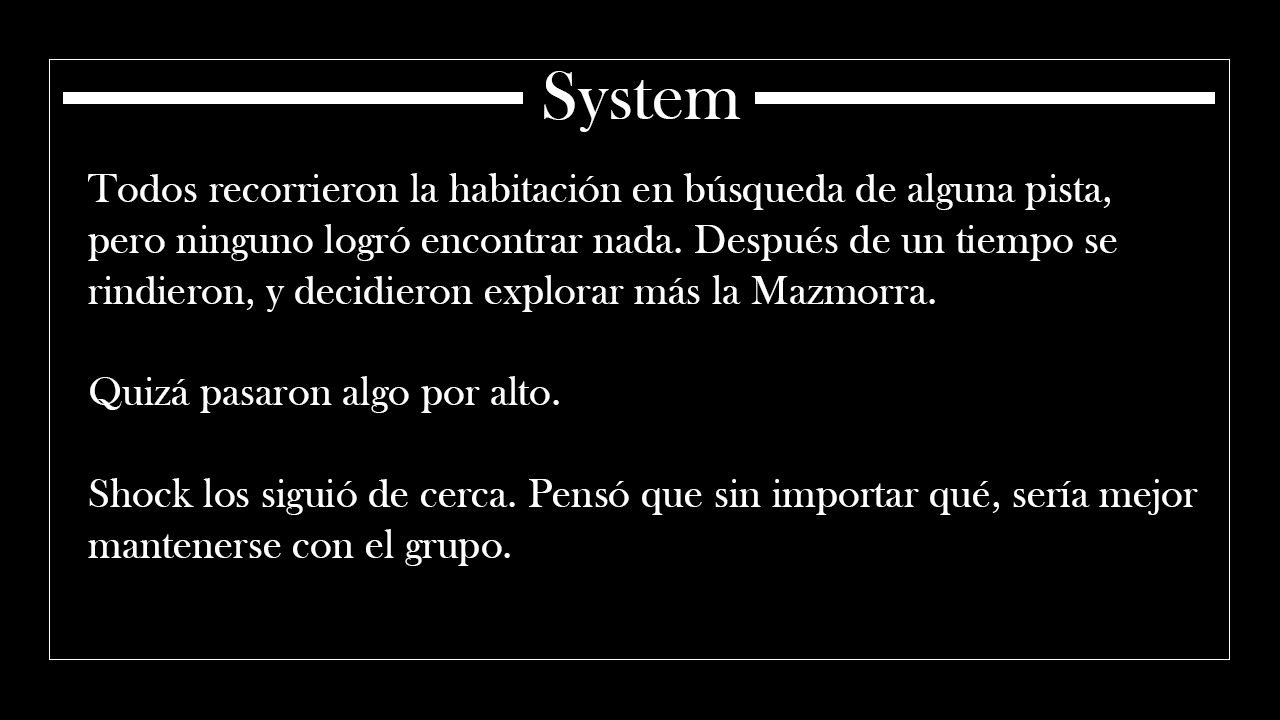 System
Todos recorrieron la habitación en búsqueda de alguna pista,
pero ninguno logró encontrar nada. Después de un tiempo se
rindieron, y decidieron explorar más la Mazmorra.
Quizá pasaron algo por alto.
Shock los siguió de cerca. Pensó que sin importar qué, sería mejor
mantenerse con el grupo.